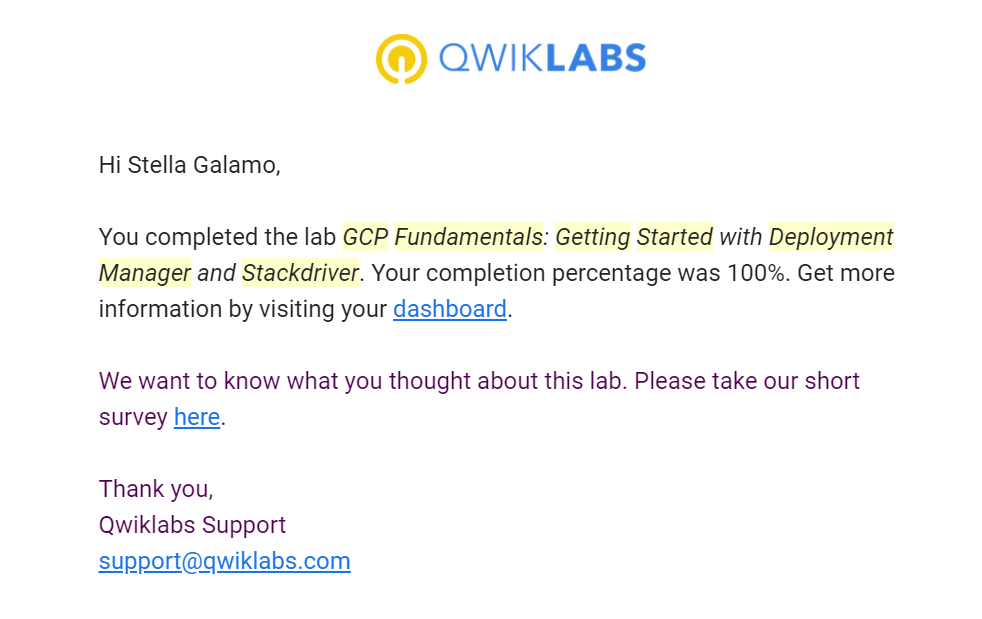 QWIKLABS
Hi Stella Galamo,
You completed the lab GCP Fundamentals: Getting Started with Deployment
Manager and Stackdriver. Your completion percentage was 100%. Get more
information by visiting your dashboard.
We want to know what you thought about this lab. Please take our short
survey here.
Thank you,
Qwiklabs Support
support@qwiklabs.com